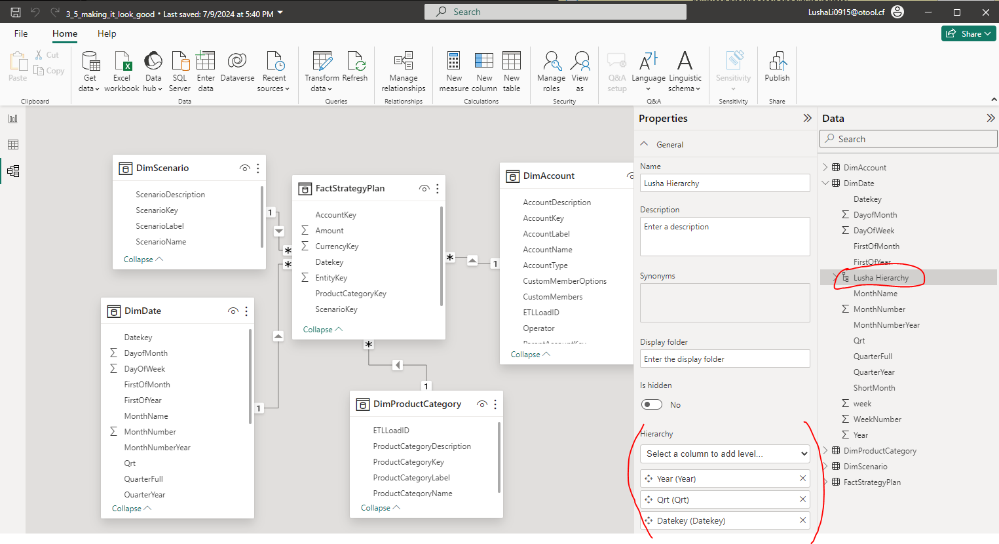 3_5_making_it_look_good • Last saved: 7/9/2024 at 5:40 PM
Search
LushaLi0915@otool.cf
File
Home
Help
Share
Paste
Cut
Copy
Clipboard
Get data
Excel workbook
Data hub
SQL Server
Enter data
Dataverse
Recent sources
Data
Transform data
Refresh
Queries
Manage relationships
Relationships
New measure
New column
New table
Calculations
Manage roles
View as
Security
Q&A setup
Language
Linguistic schema
Q&A
Sensitivity
Sensitivity
Publish
Share
DimScenario
ScenarioDescription
ScenarioKey
ScenarioLabel
ScenarioName
Collapse
1
*
FactStrategyPlan
AccountKey
Amount
CurrencyKey
Datekey
EntityKey
ProductCategoryKey
ScenarioKey
Collapse
*
1
DimAccount
AccountDescription
AccountKey
AccountLabel
AccountName
AccountType
CustomMemberOptions
CustomMembers
ETLLoadID
Operator
ParentAccountKey
Collapse
DimDate
Datekey
DayofMonth
DayOfWeek
FirstOfMonth
FirstOfYear
MonthName
MonthNumber
MonthNumberYear
Qrt
QuarterFull
QuarterYear
Collapse
1
*
*
1
DimProductCategory
ETLLoadID
ProductCategoryDescription
ProductCategoryKey
ProductCategoryLabel
ProductCategoryName
Collapse
Properties
General
Name
Lusha Hierarchy
Description
Enter a description
Synonyms
Display folder
Enter the display folder
Is hidden
No
Hierarchy
Select a column to add level...
Year (Year)
Qrt (Qrt)
Datekey (Datekey)
Data
Search
DimAccount
DimDate
Datekey
DayofMonth
DayOfWeek
FirstOfMonth
FirstOfYear
Lusha Hierarchy
MonthName
MonthNumber
MonthNumberYear
Qrt
QuarterFull
QuarterYear
ShortMonth
week
WeekNumber
Year
DimProductCategory
DimScenario
FactStrategyPlan